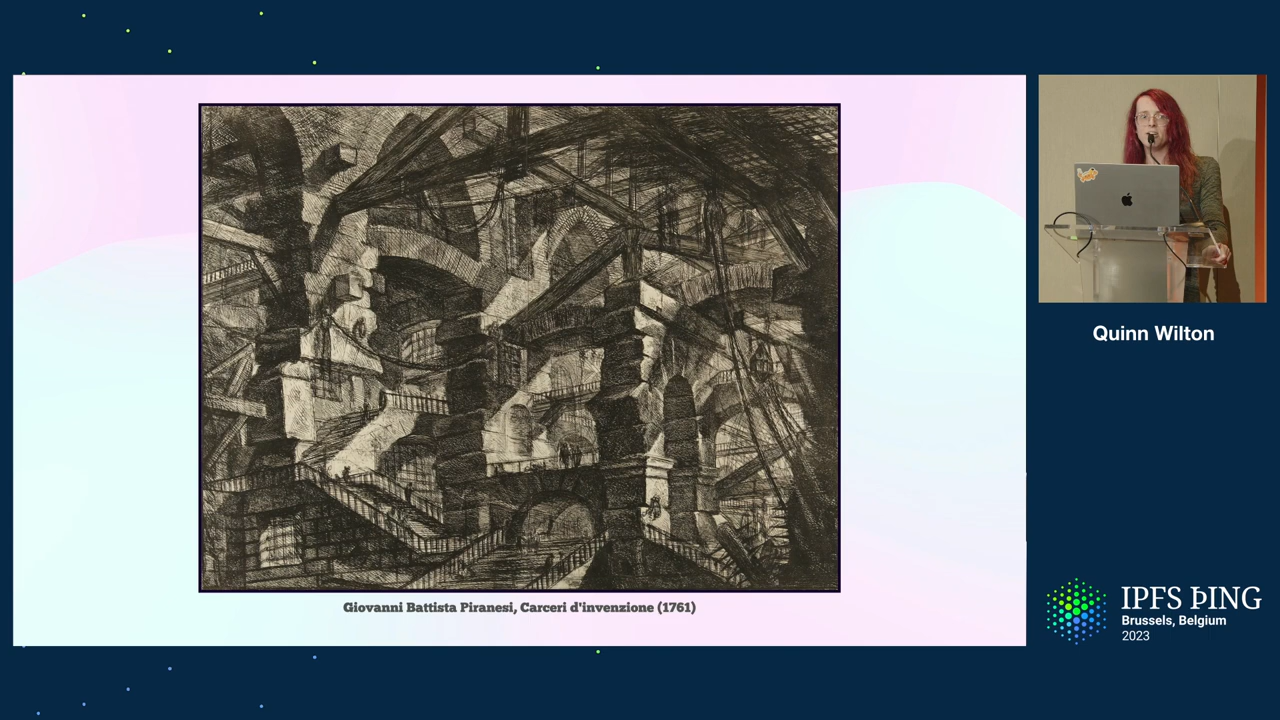 Giovanni Battista Piranesi, Carceri d'invenzione (1761)
Quinn Wilton
IPFS ÞING
Brussels, Belgium
2023